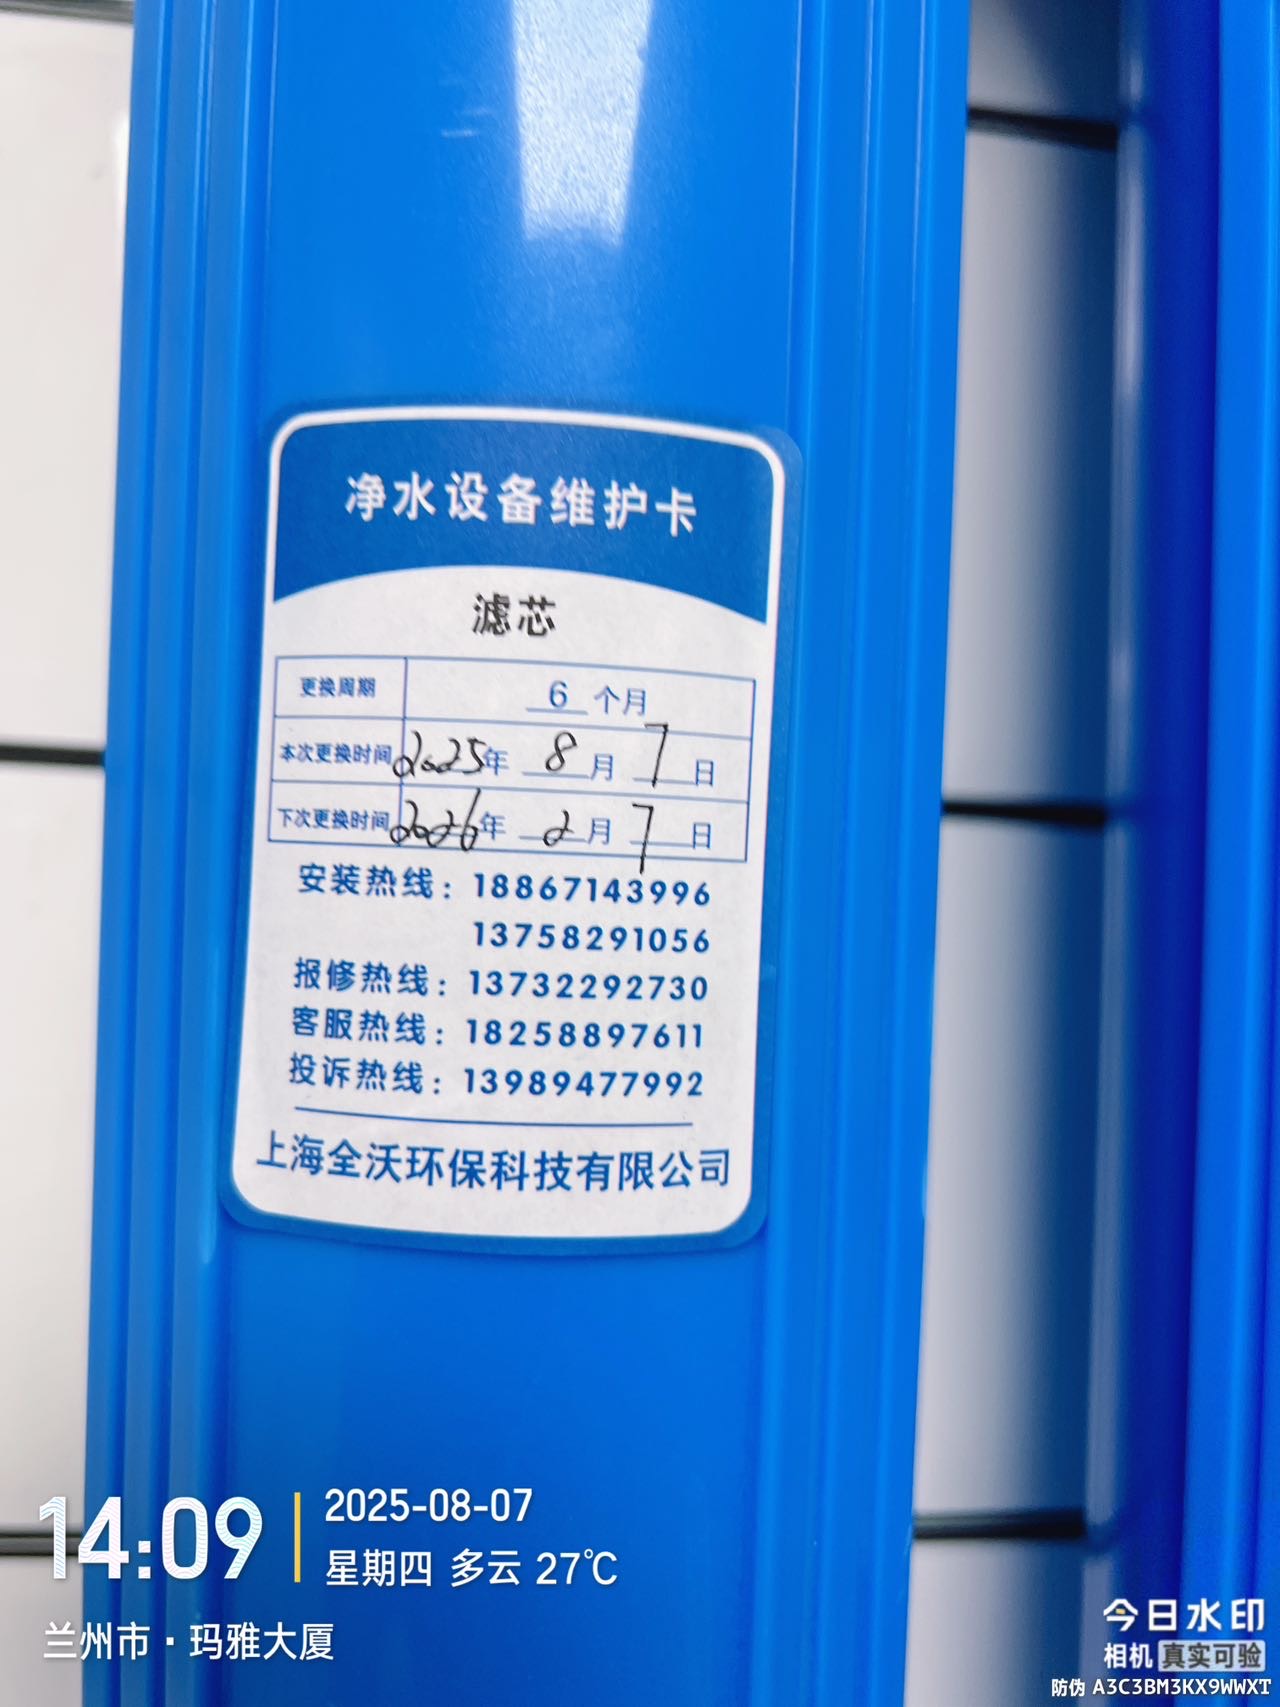 净水设备维护卡
滤芯
更换周期 6 个月
本次更换时间 2025年 8 月 7 日
下次更换时间 2026年 2 月 7 日
安装热线：18867143996
13758291056
报修热线：13732292730
客服热线：18258897611
投诉热线：13989477992
上海全沃环保科技有限公司
14:09
2025-08-07
星期四 多云 27℃
兰州市·玛雅大厦
今日水印
相机 真实可验
防伪 A3C3BM3KX9WWXT